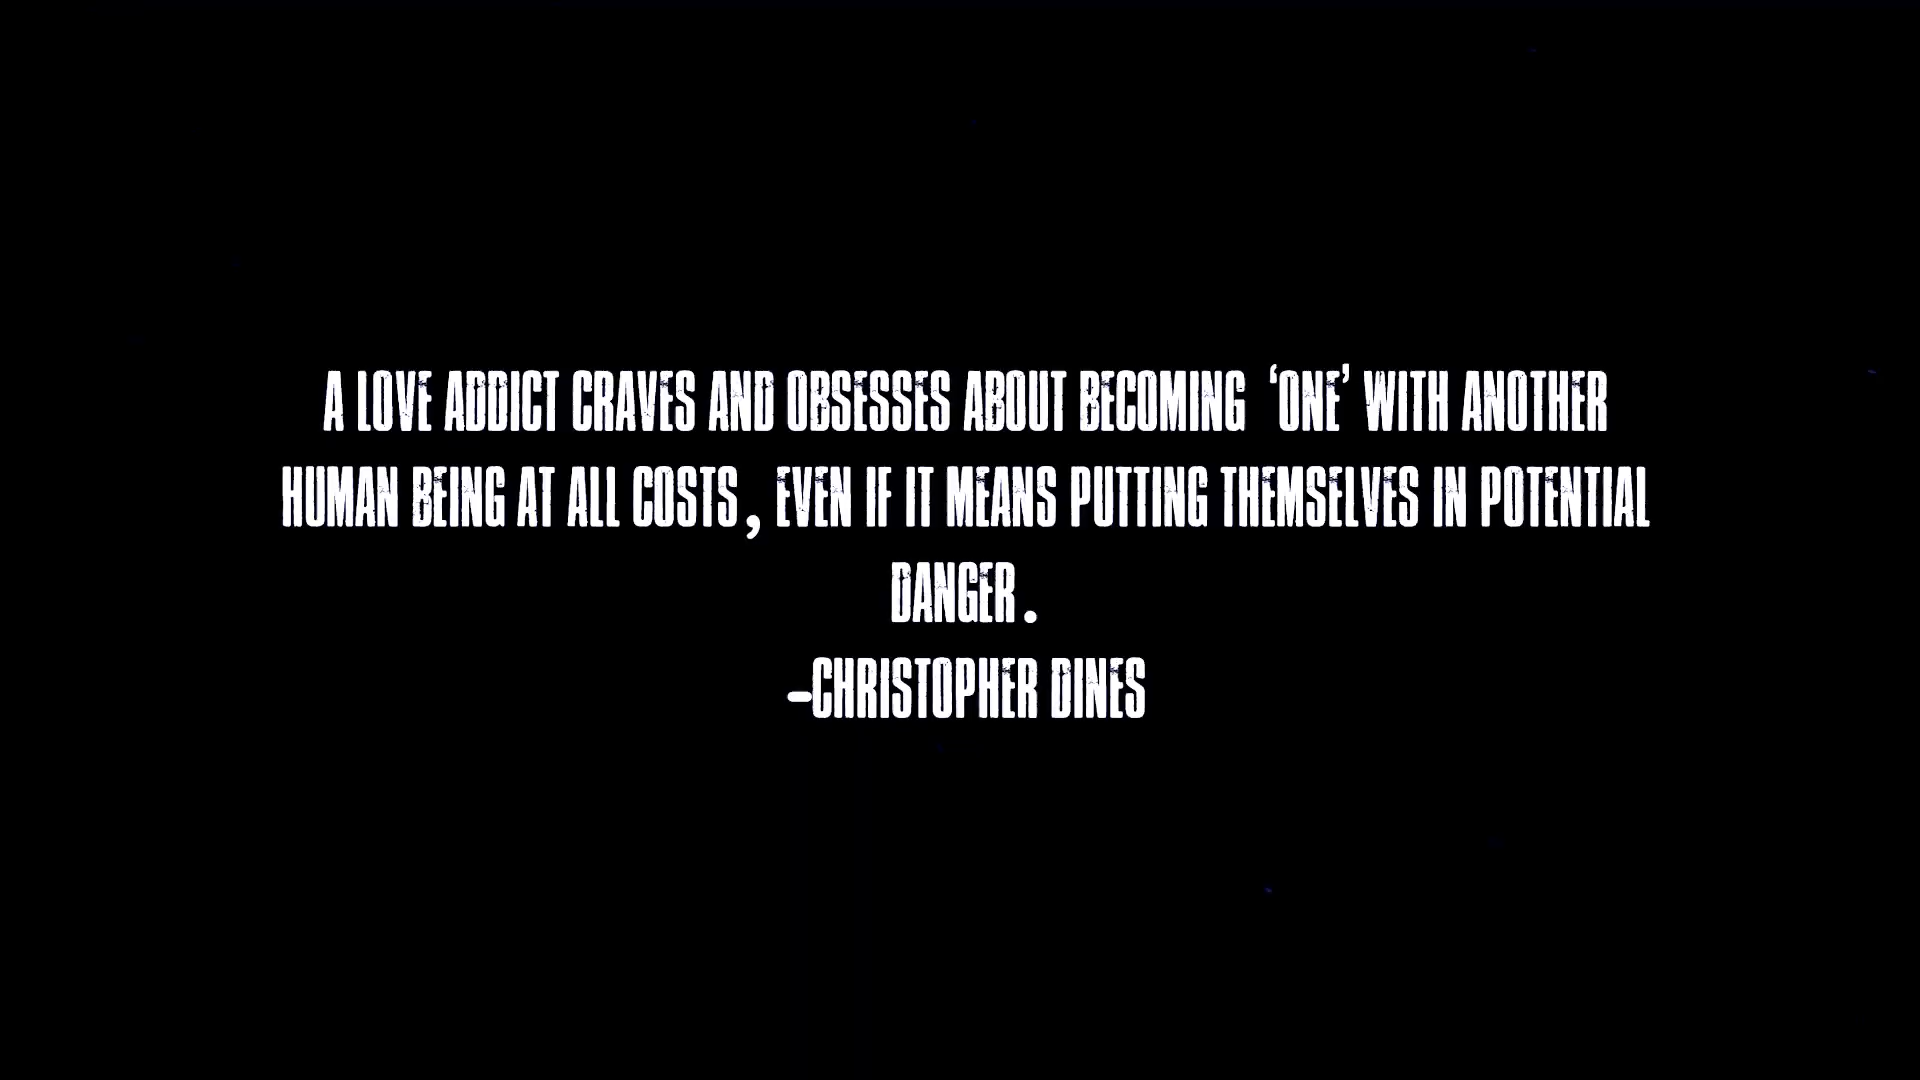 A LOVE ADDICT CRAVES AND OBSESSES ABOUT BECOMING ‘ONE’ WITH ANOTHER
HUMAN BEING AT ALL COSTS, EVEN IF IT MEANS PUTTING THEMSELVES IN POTENTIAL
DANGER.
-CHRISTOPHER DINES